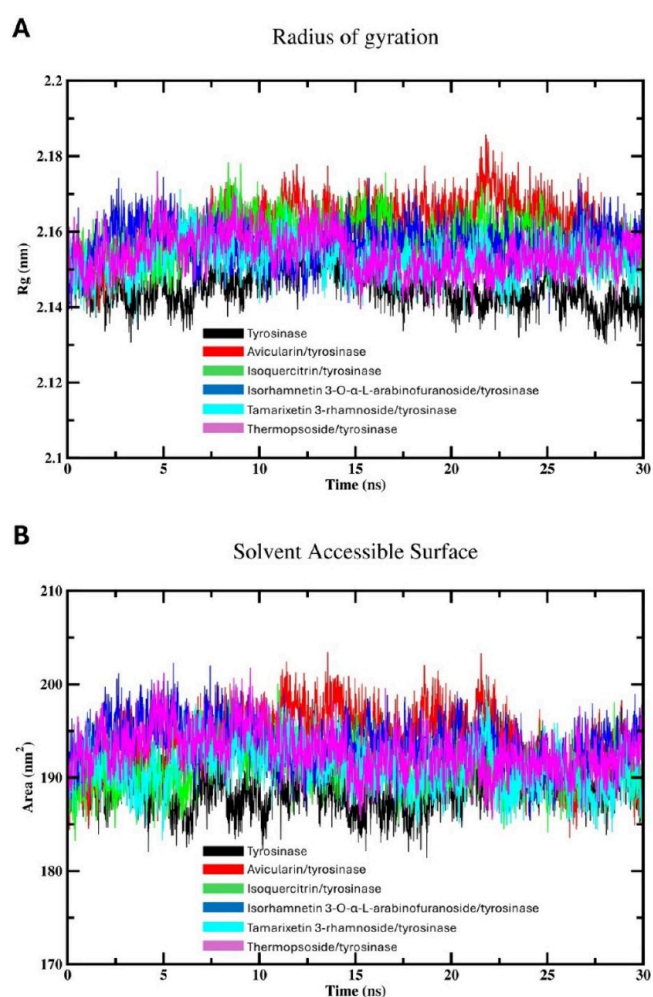 A
Radius of gyration
2.2
2.18
2.16
2.14
2.12
2.1
Rg (nm)
Tyrosinase
Avicularin/tyrosinase
Isoquercitrin/tyrosinase
Isorhamnetin 3-O-α-L-arabinofuranoside/tyrosinase
Tamarixetin 3-rhamnoside/tyrosinase
Thermopsoside/tyrosinase
0 5 10 15 20 25 30
Time (ns)
B
Solvent Accessible Surface
210
200
190
180
170
Area (nm²)
Tyrosinase
Avicularin/tyrosinase
Isoquercitrin/tyrosinase
Isorhamnetin 3-O-α-L-arabinofuranoside/tyrosinase
Tamarixetin 3-rhamnoside/tyrosinase
Thermopsoside/tyrosinase
0 5 10 15 20 25 30
Time (ns)